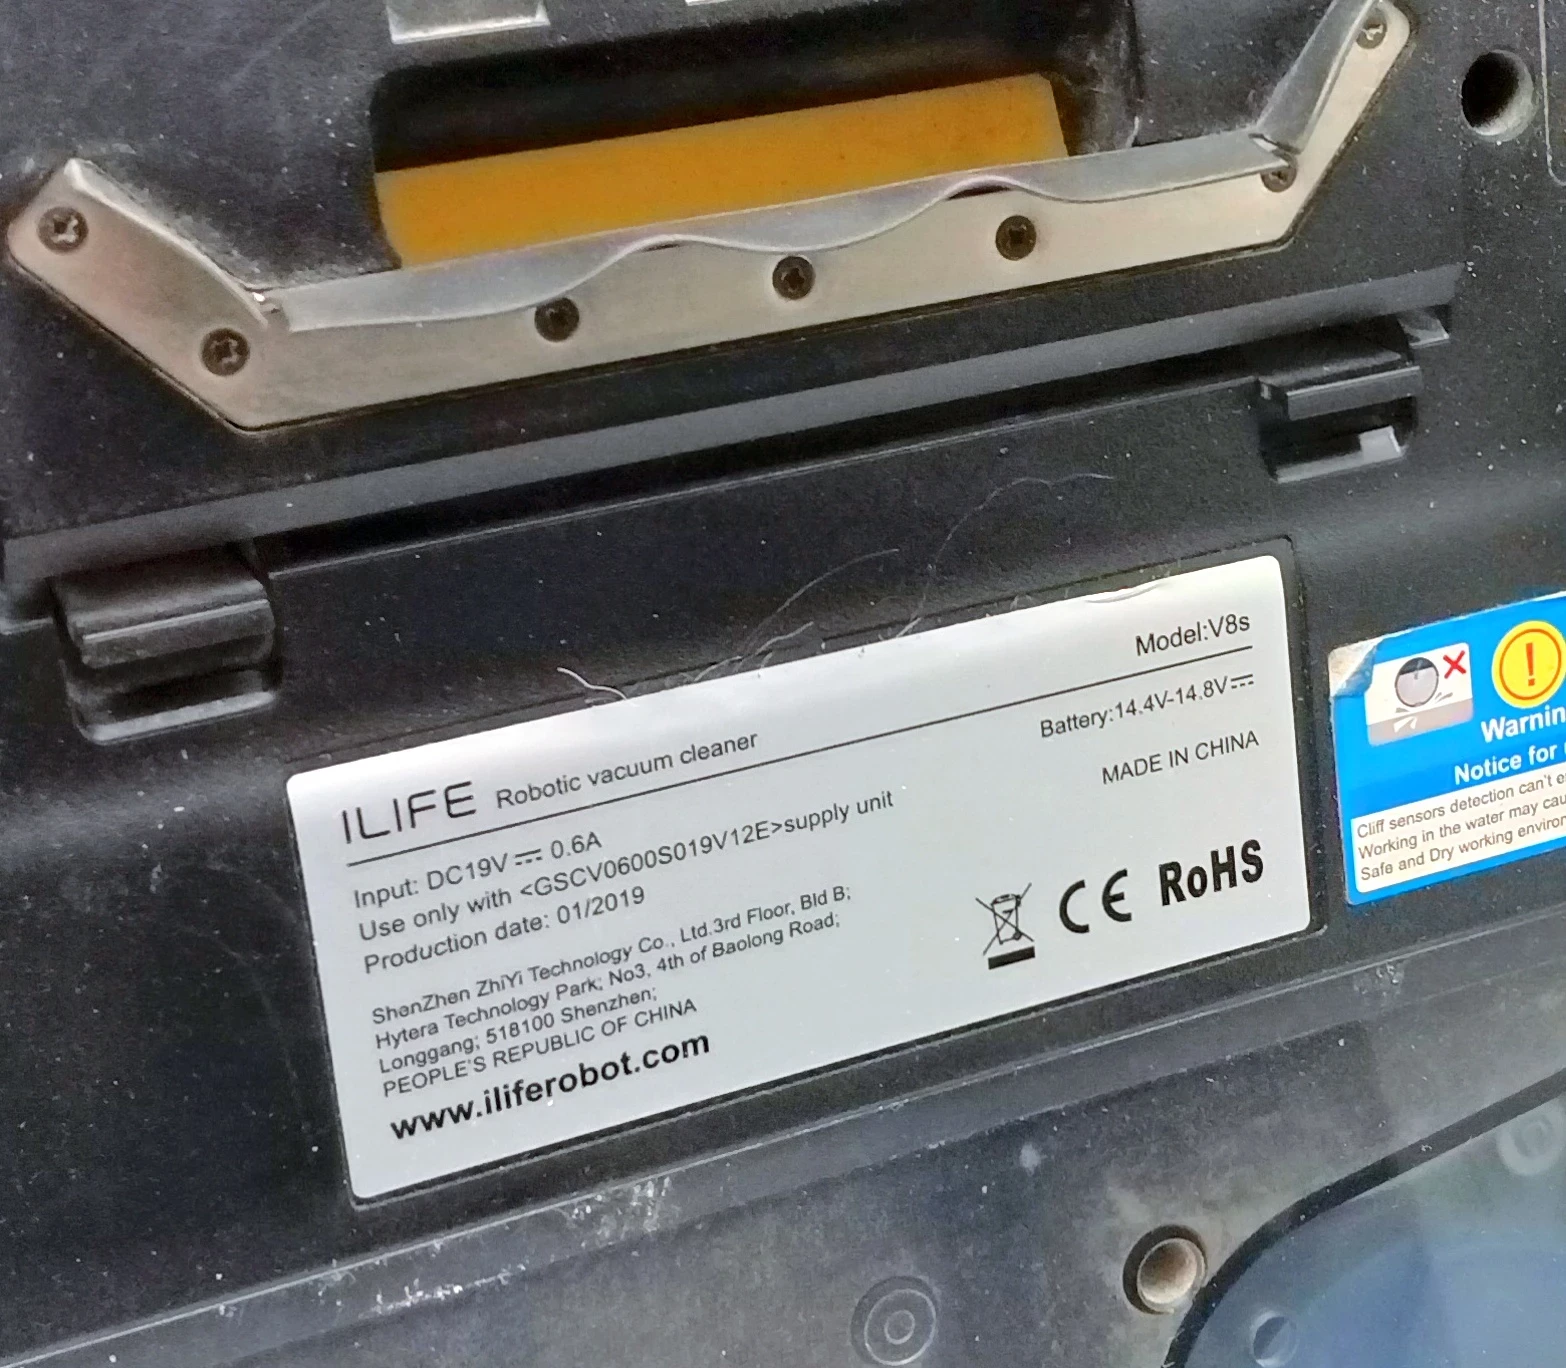 Model:V8s
ILIFE Robotic vacuum cleaner
Battery:14.4V-14.8V⎓
Input: DC19V ⎓ 0.6A
MADE IN CHINA
Use only with <GSCV0600S019V12E>supply unit
Production date: 01/2019
CE RoHS
ShenZhen ZhiYi Technology Co., Ltd.3rd Floor, Bld B;
Hytera Technology Park; No3, 4th of Baolong Road;
Longgang; 518100 Shenzhen;
PEOPLE'S REPUBLIC OF CHINA
www.iliferobot.com
Notice for
Cliff sensors detection can't
Working in the water may
Safe and Dry working